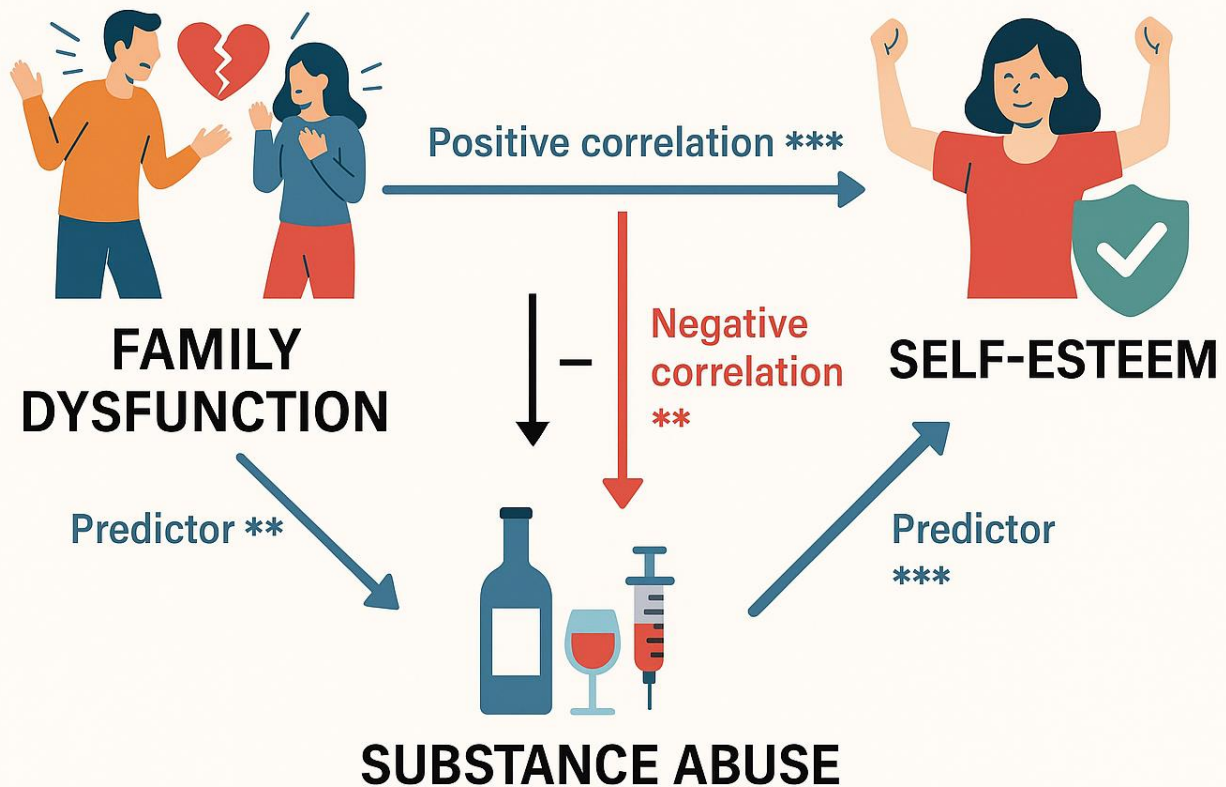 Positive correlation ***
FAMILY
DYSFUNCTION
–
Negative
correlation
**
SELF-ESTEEM
Predictor **
Predictor
***
SUBSTANCE ABUSE